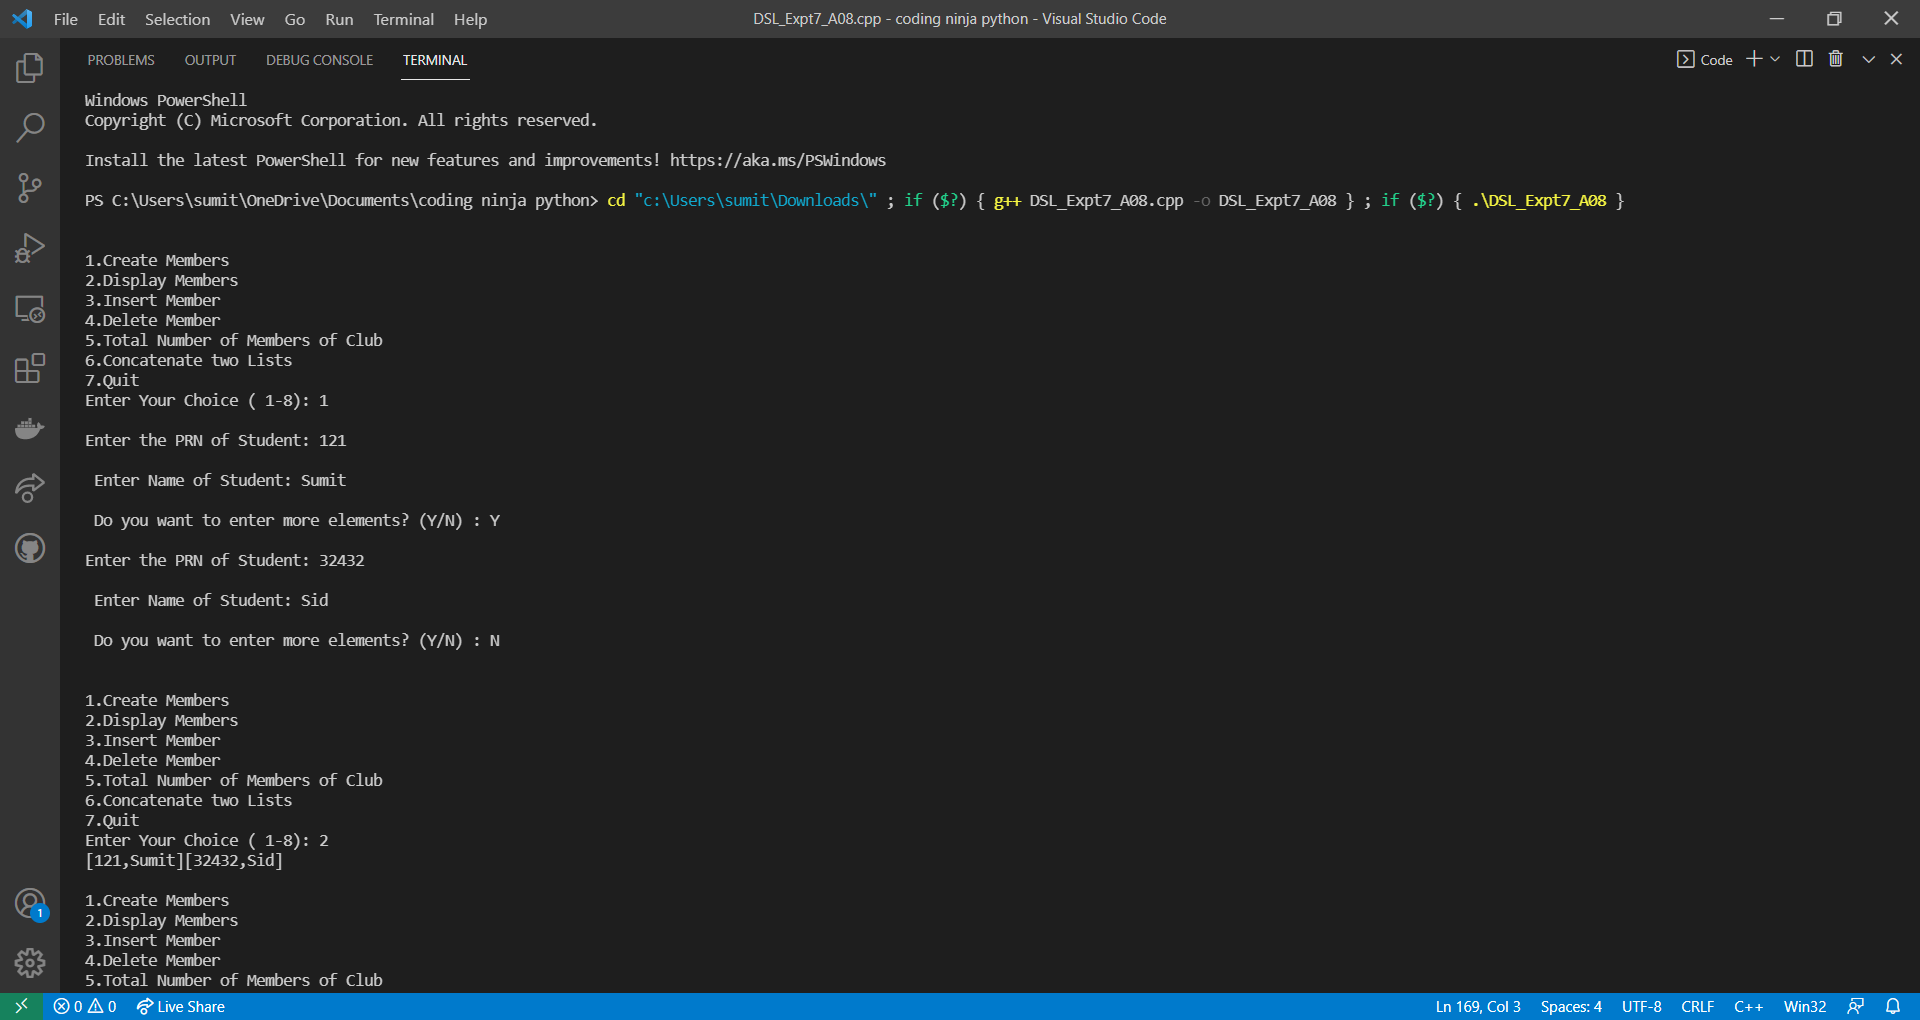 File Edit Selection View Go Run Terminal Help DSL_Expt7_A08.cpp - coding ninja python - Visual Studio Code
PROBLEMS OUTPUT DEBUG CONSOLE TERMINAL Code
Windows PowerShell
Copyright (C) Microsoft Corporation. All rights reserved.
Install the latest PowerShell for new features and improvements! https://aka.ms/PSWindows
PS C:\Users\sumit\OneDrive\Documents\coding ninja python> cd "c:\Users\sumit\Downloads\" ; if ($?) { g++ DSL_Expt7_A08.cpp -o DSL_Expt7_A08 } ; if ($?) { .\DSL_Expt7_A08 }
1.Create Members
2.Display Members
3.Insert Member
4.Delete Member
5.Total Number of Members of Club
6.Concatenate two Lists
7.Quit
Enter Your Choice ( 1-8): 1
Enter the PRN of Student: 121
Enter Name of Student: Sumit
Do you want to enter more elements? (Y/N) : Y
Enter the PRN of Student: 32432
Enter Name of Student: Sid
Do you want to enter more elements? (Y/N) : N
1.Create Members
2.Display Members
3.Insert Member
4.Delete Member
5.Total Number of Members of Club
6.Concatenate two Lists
7.Quit
Enter Your Choice ( 1-8): 2
[121,Sumit][32432,Sid]
1.Create Members
2.Display Members
3.Insert Member
4.Delete Member
5.Total Number of Members of Club
1
0 0 Live Share Ln 169, Col 3 Spaces: 4 UTF-8 CRLF C++ Win32